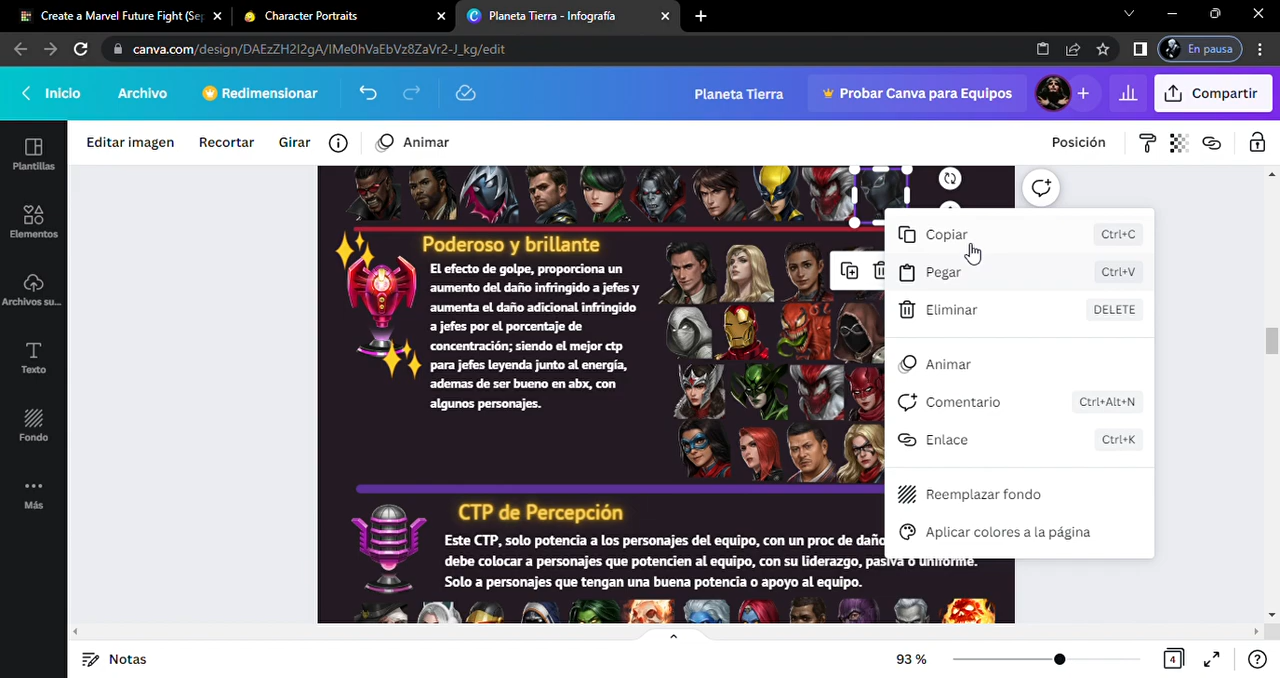 Create a Marvel Future Fight (Sep
Character Portraits
Planeta Tierra - Infografía
canva.com/design/DAEzZH2I2gA/IMe0hVaEbVz8ZaVr2-J_kg/edit
En pausa
Inicio
Archivo
Redimensionar
Planeta Tierra
Probar Canva para Equipos
Compartir
Editar imagen
Recortar
Girar
Animar
Posición
Plantillas
Elementos
Archivos su...
Texto
Fondo
Más
Poderoso y brillante
El efecto de golpe, proporciona un
aumento del daño infringido a jefes y
aumenta el daño adicional infringido
a jefes por el porcentaje de
concentración; siendo el mejor ctp
para jefes leyenda junto al energía,
ademas de ser bueno en abx, con
algunos personajes.
CTP de Percepción
Este CTP, solo potencia a los personajes del equipo, con un proc de daño
debe colocar a personajes que potencien al equipo, con su liderazgo, pasiva o uniforme.
Solo a personajes que tengan una buena potencia o apoyo al equipo.
Copiar Ctrl+C
Pegar Ctrl+V
Eliminar DELETE
Animar
Comentario Ctrl+Alt+N
Enlace Ctrl+K
Reemplazar fondo
Aplicar colores a la página
Notas
93 %
4